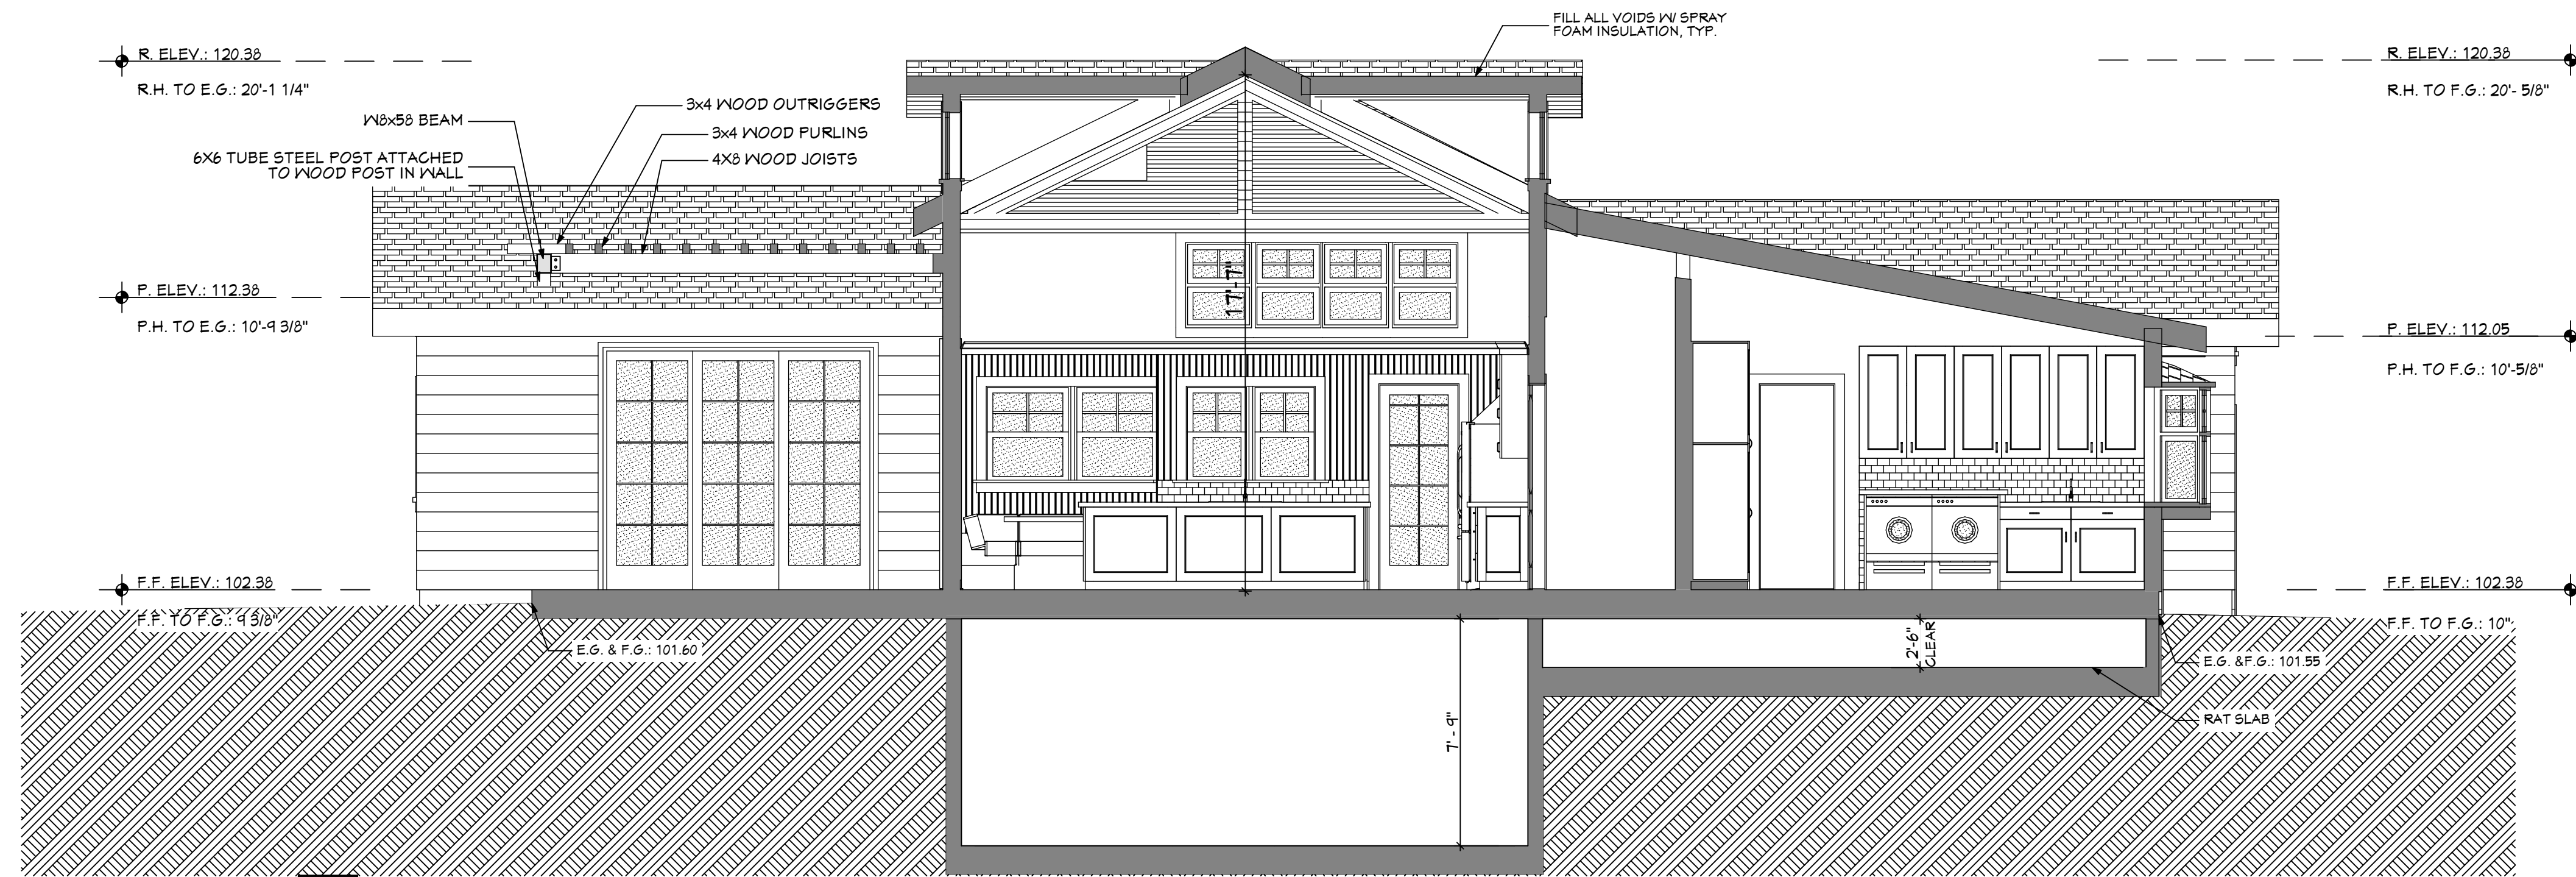 FILL ALL VOIDS W/ SPRAY
FOAM INSULATION, TYP.
R. ELEV.: 120.38
R.H. TO E.G.: 20'-1 1/4"
R. ELEV.: 120.38
R.H. TO F.G.: 20'- 5/8"
3x4 WOOD OUTRIGGERS
W8x58 BEAM
3x4 WOOD PURLINS
6X6 TUBE STEEL POST ATTACHED
TO WOOD POST IN WALL
4X8 WOOD JOISTS
17'-7"
P. ELEV.: 112.38
P.H. TO E.G.: 10'-9 3/8"
P. ELEV.: 112.05
P.H. TO F.G.: 10'-5/8"
F.F. ELEV.: 102.38
F.F. TO F.G.: 9 3/8"
F.F. ELEV.: 102.38
F.F. TO F.G.: 10"
E.G. & F.G.: 101.60
2'-6"
CLEAR
E.G. &F.G.: 101.55
RAT SLAB
7' - 9"